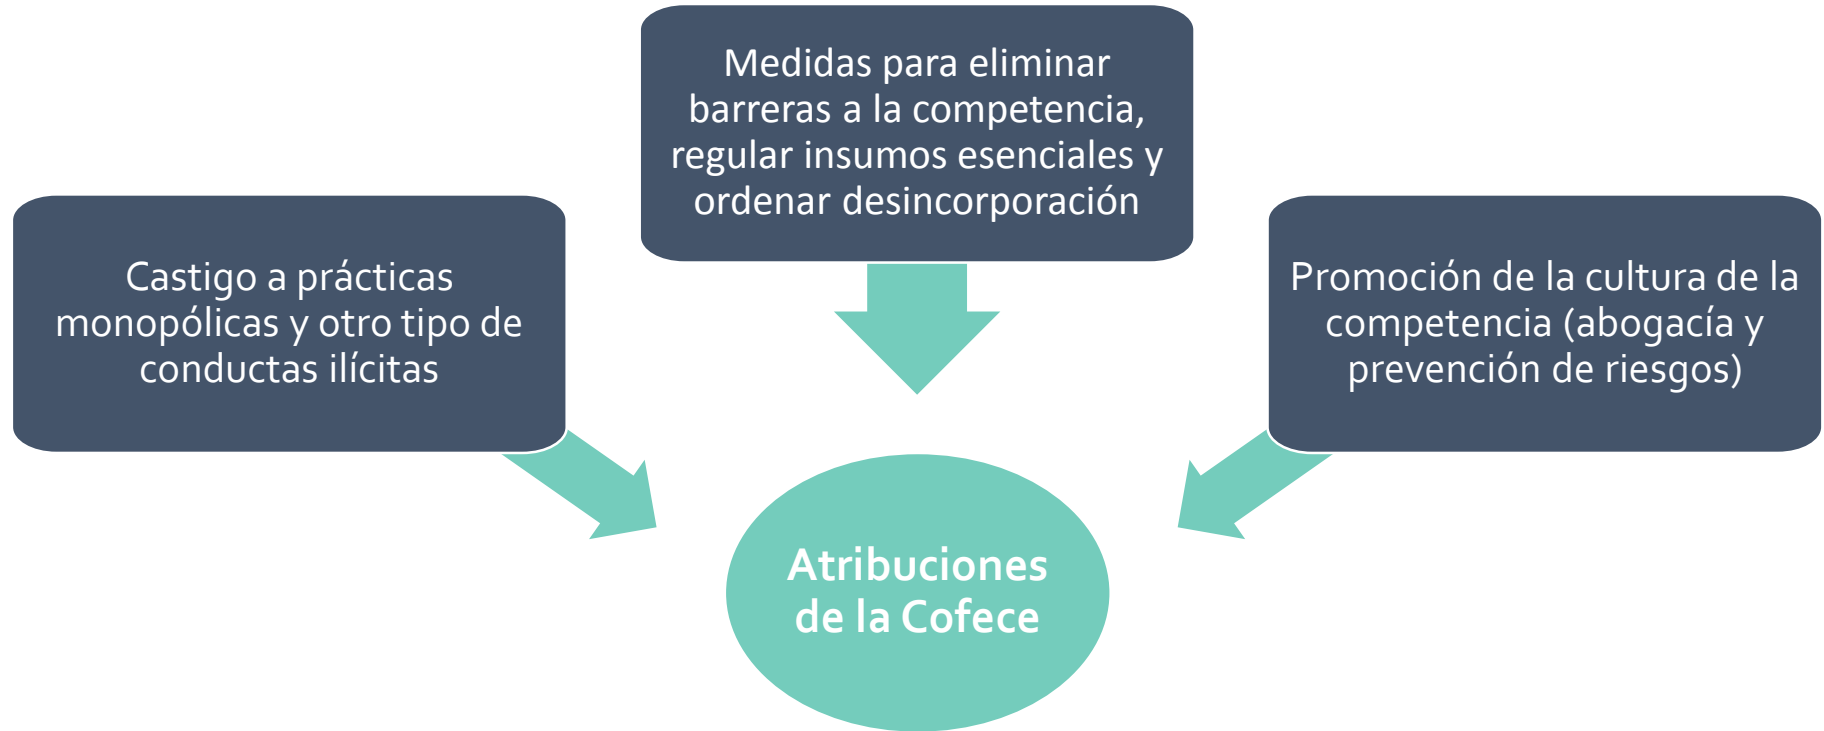 Medidas para eliminar
barreras a la competencia,
regular insumos esenciales y
ordenar desincorporación
Castigo a prácticas
monopólicas y otro tipo de
conductas ilícitas
Promoción de la cultura de la
competencia (abogacía y
prevención de riesgos)
Atribuciones
de la Cofece